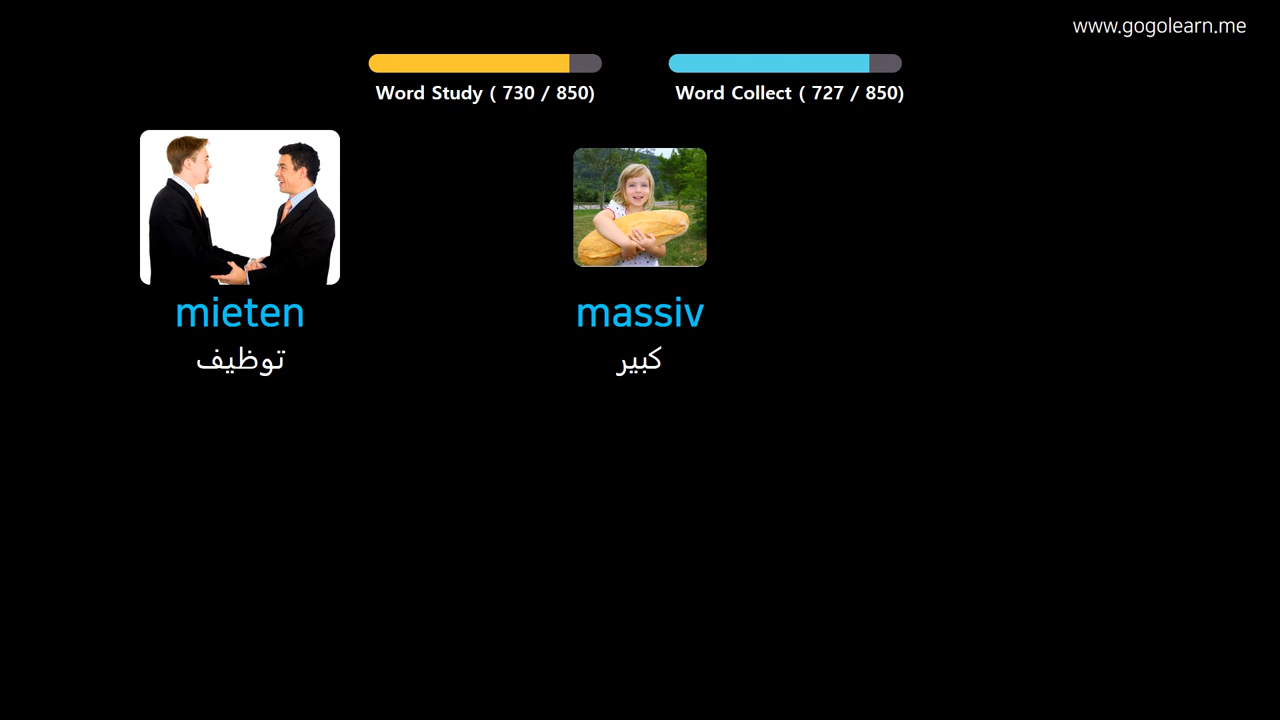 www.gogolearn.me
Word Study ( 730 / 850)
Word Collect ( 727 / 850)
mieten
توظيف
massiv
كبير